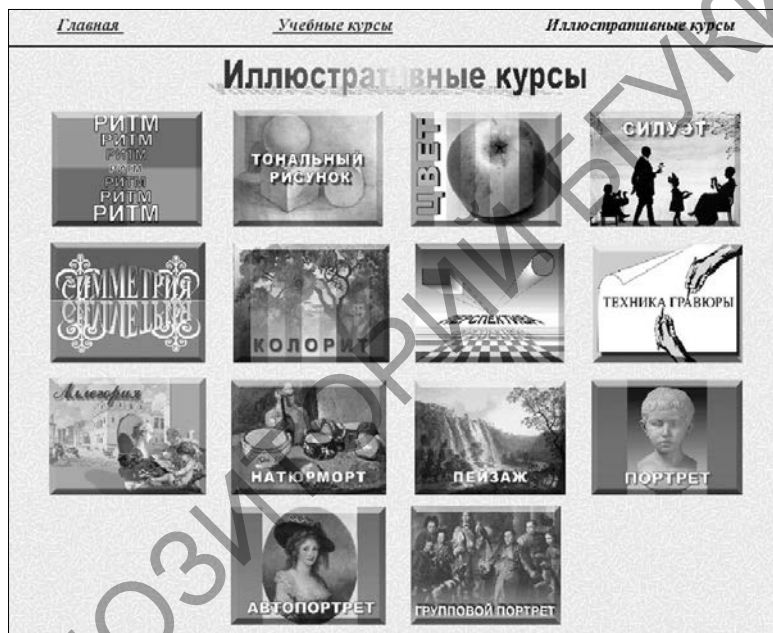 Главная Учебные курсы Иллюстративные курсы
Иллюстративные курсы
РИТМ
РИТМ
РИТМ
РИТМ
РИТМ
РИТМ
РИТМ
ТОНАЛЬНЫЙ
РИСУНОК
ЦВЕТ
СИЛУЭТ
СИММЕТРИЯ
КОЛОРИТ
ПЕРСПЕКТИВА
ТЕХНИКА ГРАВЮРЫ
Аллегория
НАТЮРМОРТ
ПЕЙЗАЖ
ПОРТРЕТ
АВТОПОРТРЕТ
ГРУППОВОЙ ПОРТРЕТ